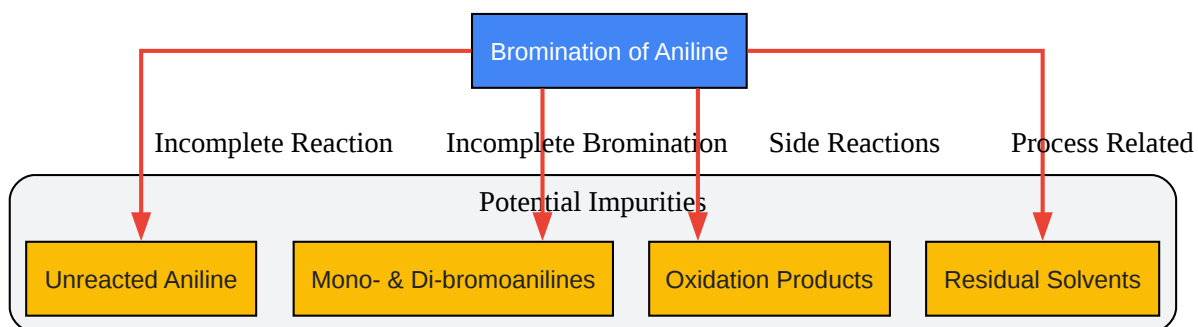 Bromination of Aniline
Incomplete Reaction
Incomplete Bromination
Side Reactions
Process Related
Potential Impurities
Unreacted Aniline
Mono- & Di-bromoanilines
Oxidation Products
Residual Solvents